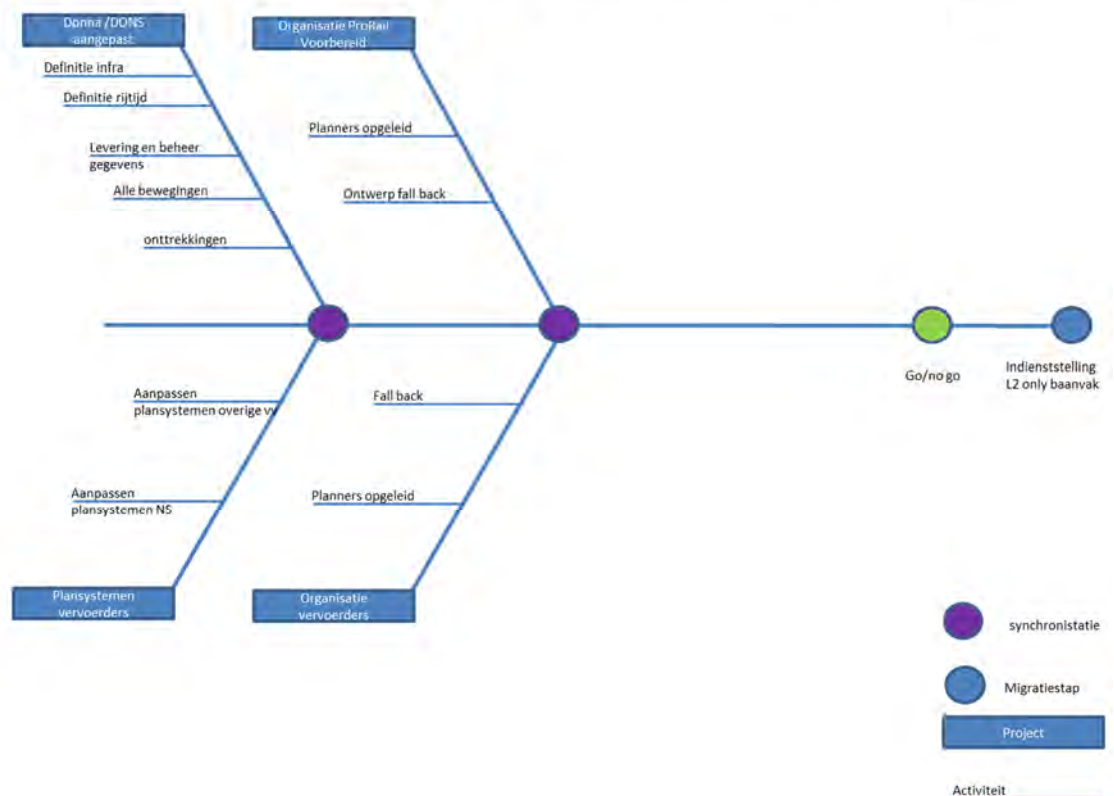 Donna /DONS
aangepast
Definitie infra
Definitie rijtijd
Levering en beheer
gegevens
Alle bewegingen
onttrekkingen
Organisatie ProRail
Voorbereid
Planners opgeleid
Ontwerp fall back
Go/no go
Indienststelling
L2 only baanvak
Aanpassen
plansystemen overige vv
Aanpassen
plansystemen NS
Plansystemen
vervoerders
Fall back
Planners opgeleid
Organisatie
vervoerders
synchronistatie
Migratiestap
Project
Activiteit